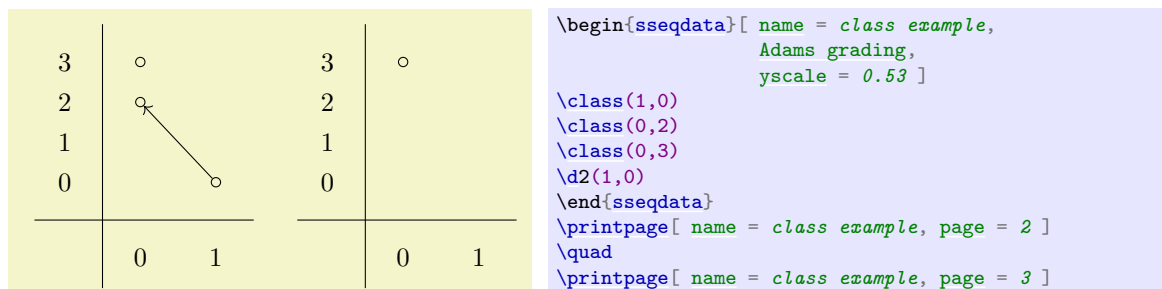 3 3
2 2
1 1
0 0
0 1 0 1
\begin{sseqdata}[ name = class example,
Adams grading,
yscale = 0.53 ]
\class(1,0)
\class(0,2)
\class(0,3)
\d2(1,0)
\end{sseqdata}
\printpage[ name = class example, page = 2 ]
\quad
\printpage[ name = class example, page = 3 ]